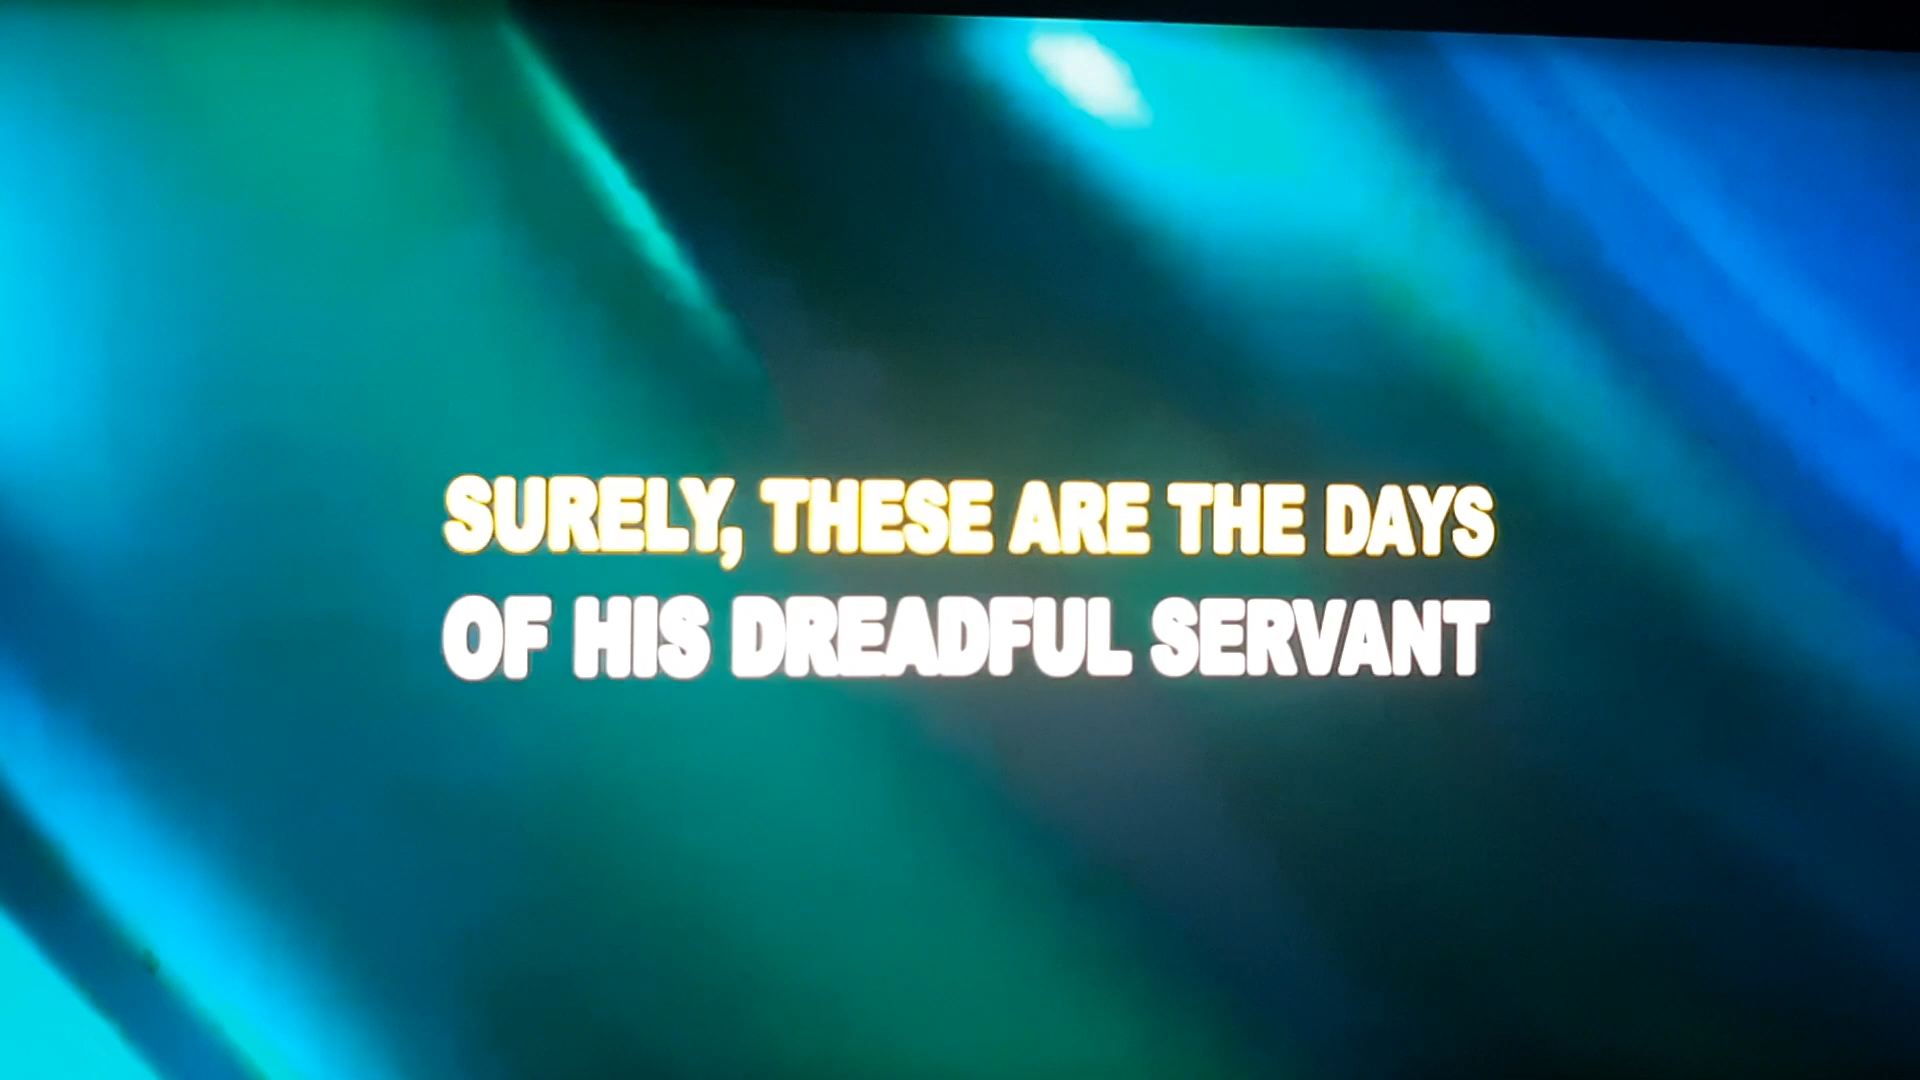 SURELY, THESE ARE THE DAYS
OF HIS DREADFUL SERVANT